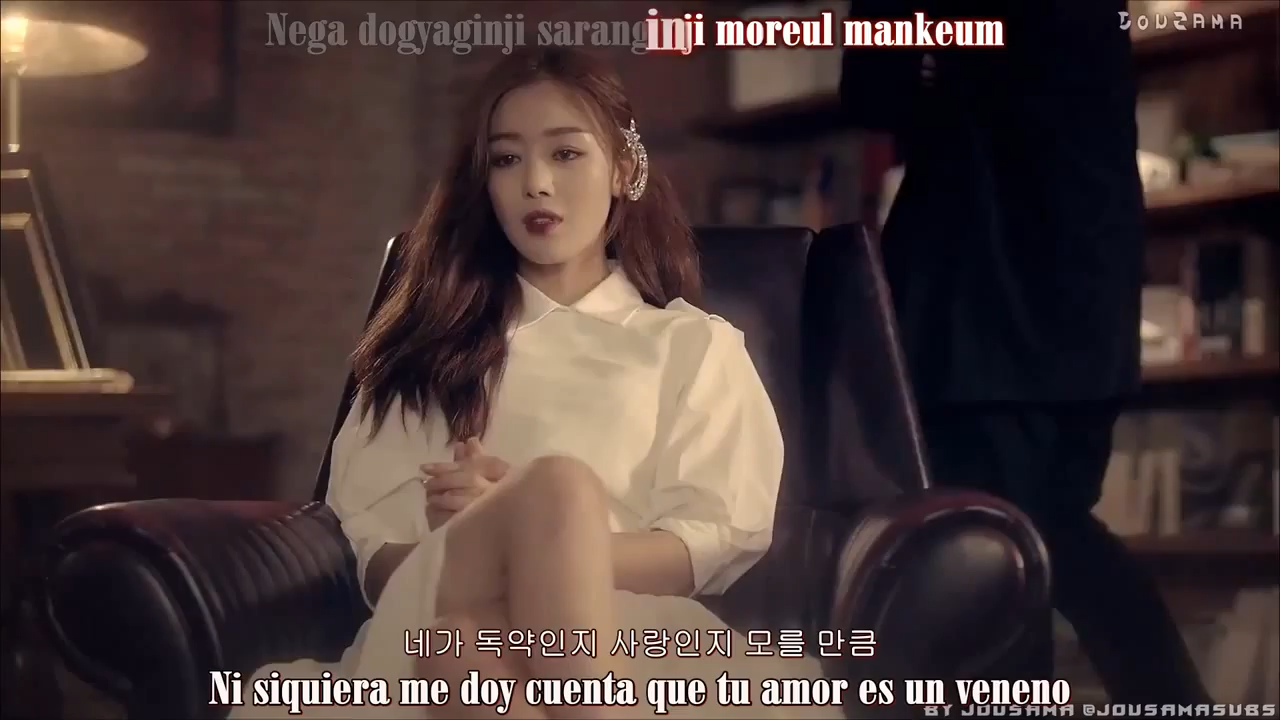 Nega dogyaginji saranginji moreul mankeum
JOUSAMA
네가 독약인지 사랑인지 모를 만큼
Ni siquiera me doy cuenta que tu amor es un veneno
BY JOUSAMA @JOUSAMASUBS